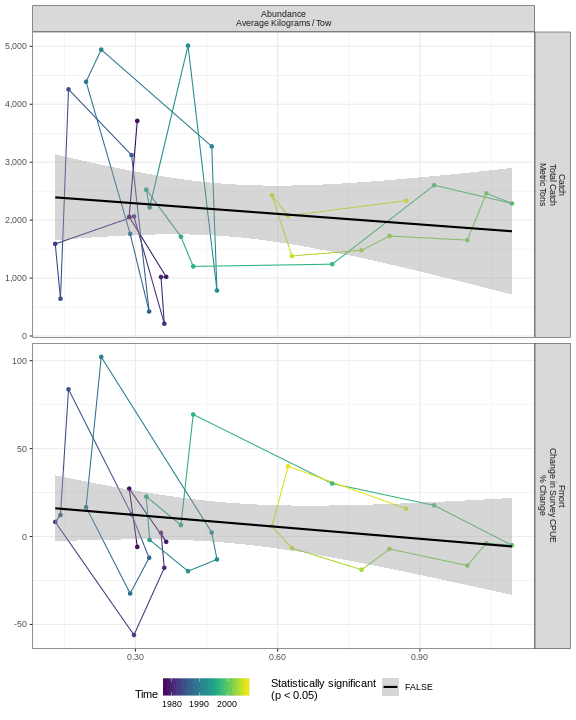 Abundance
Average Kilograms / Tow
5,000
4,000
3,000
2,000
1,000
0
Catch
Total Catch
Metric Tons
100
50
0
-50
Fmort
Change in Survey CPUE
% Change
0.30
0.60
0.90
Time
1980
1990
2000
Statistically significant
(p < 0.05)
FALSE